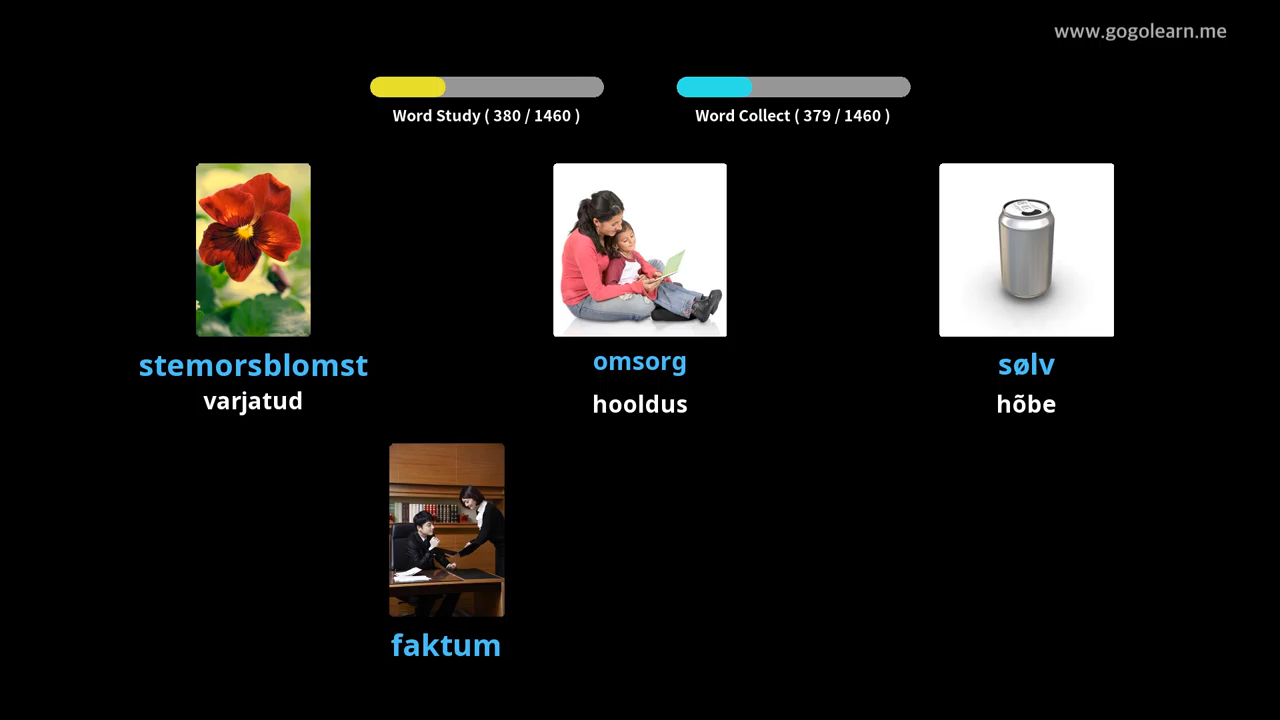 www.gogolearn.me
Word Study ( 380 / 1460 )
Word Collect ( 379 / 1460 )
stemorsblomst
varjatud
omsorg
hooldus
sølv
hõbe
faktum